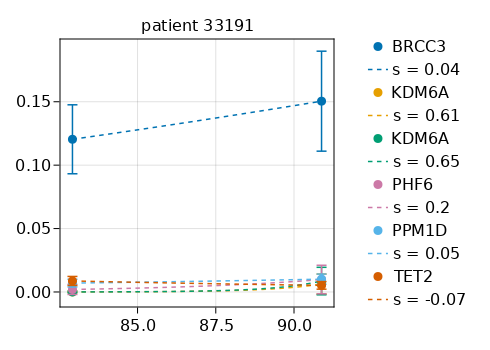 patient 33191
0.15
0.10
0.05
0.00
85.0
87.5
90.0
BRCC3
s = 0.04
KDM6A
s = 0.61
KDM6A
s = 0.65
PHF6
s = 0.2
PPM1D
s = 0.05
TET2
s = -0.07